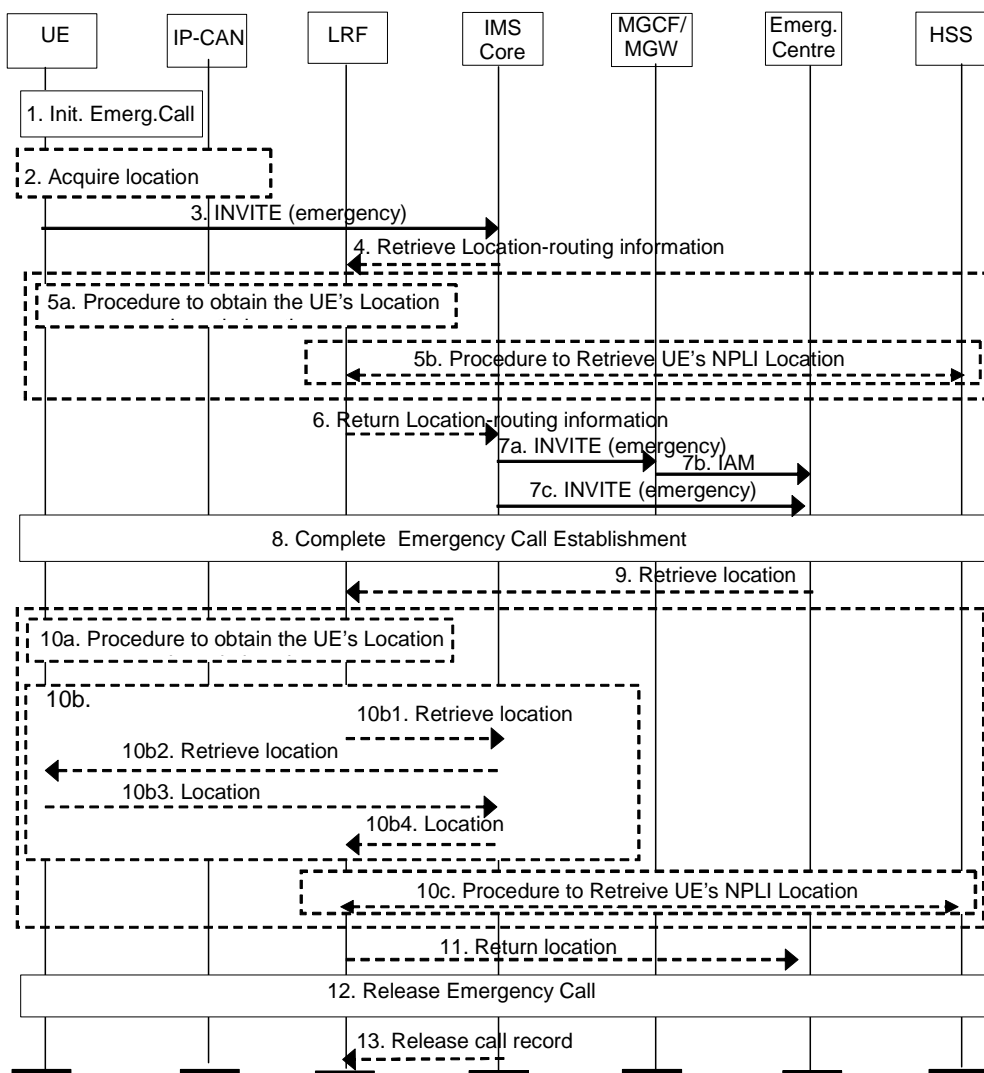 UE
IP-CAN
LRF
IMS
Core
MGCF/
MGW
Emerg.
Centre
HSS
1. Init. Emerg.Call
2. Acquire location
3. INVITE (emergency)
4. Retrieve Location-routing information
5a. Procedure to obtain the UE's Location
5b. Procedure to Retrieve UE's NPLI Location
6. Return Location-routing information
7a. INVITE (emergency)
7b. IAM
7c. INVITE (emergency)
8. Complete Emergency Call Establishment
9. Retrieve location
10a. Procedure to obtain the UE's Location
10b.
10b1. Retrieve location
10b2. Retrieve location
10b3. Location
10b4. Location
10c. Procedure to Retreive UE's NPLI Location
11. Return location
12. Release Emergency Call
13. Release call record